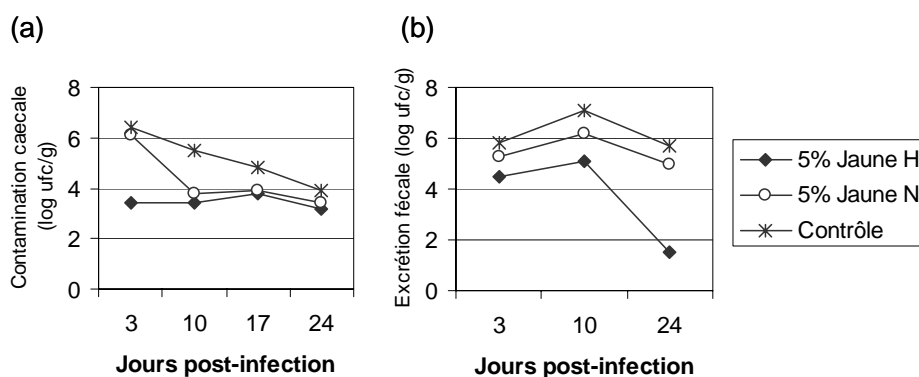 (a)
Contamination caecale
(log ufc/g)
8
6
4
2
0
3 10 17 24
Jours post-infection
(b)
Excrétion fécale (log ufc/g)
8
6
4
2
0
3 10 24
Jours post-infection
5% Jaune H
5% Jaune N
Contrôle